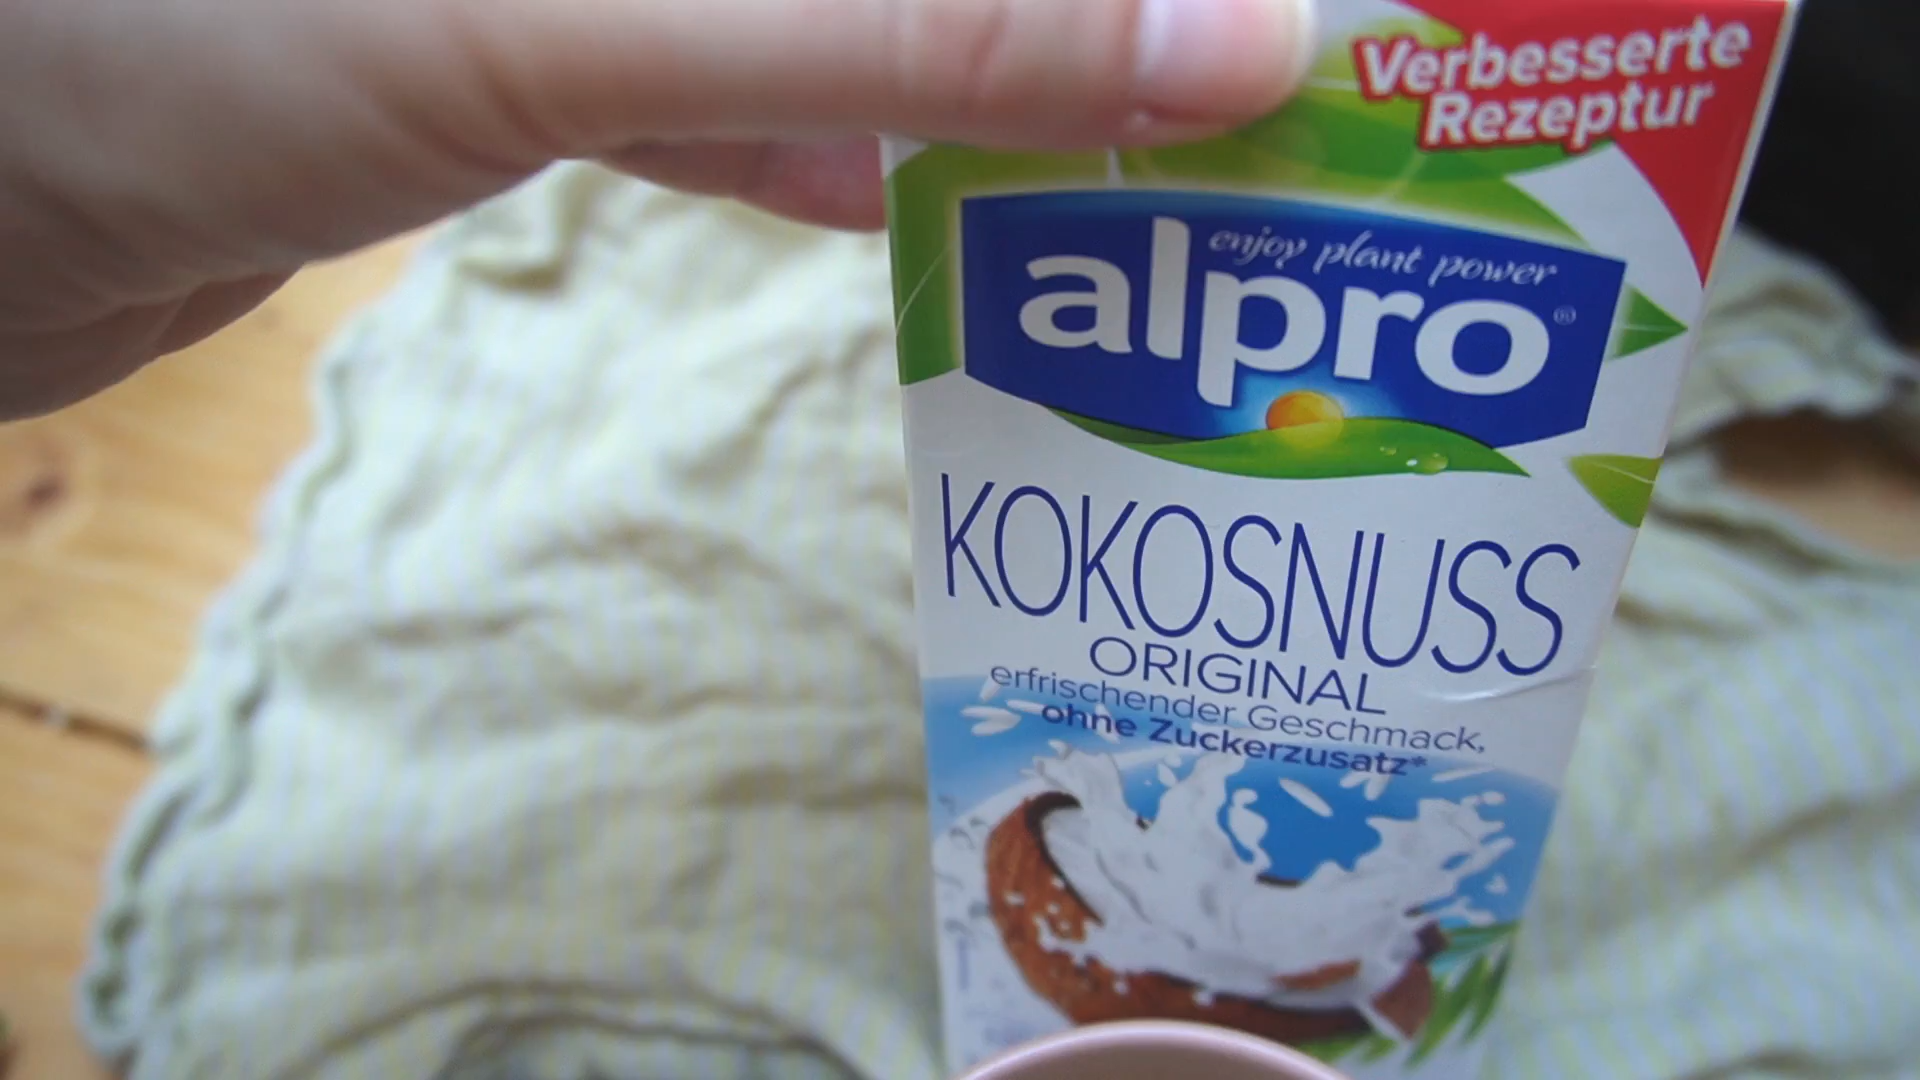 Verbesserte
Rezeptur
enjoy plant power
alpro®
KOKOSNUSS
ORIGINAL
erfrischender Geschmack,
ohne Zuckerzusatz*